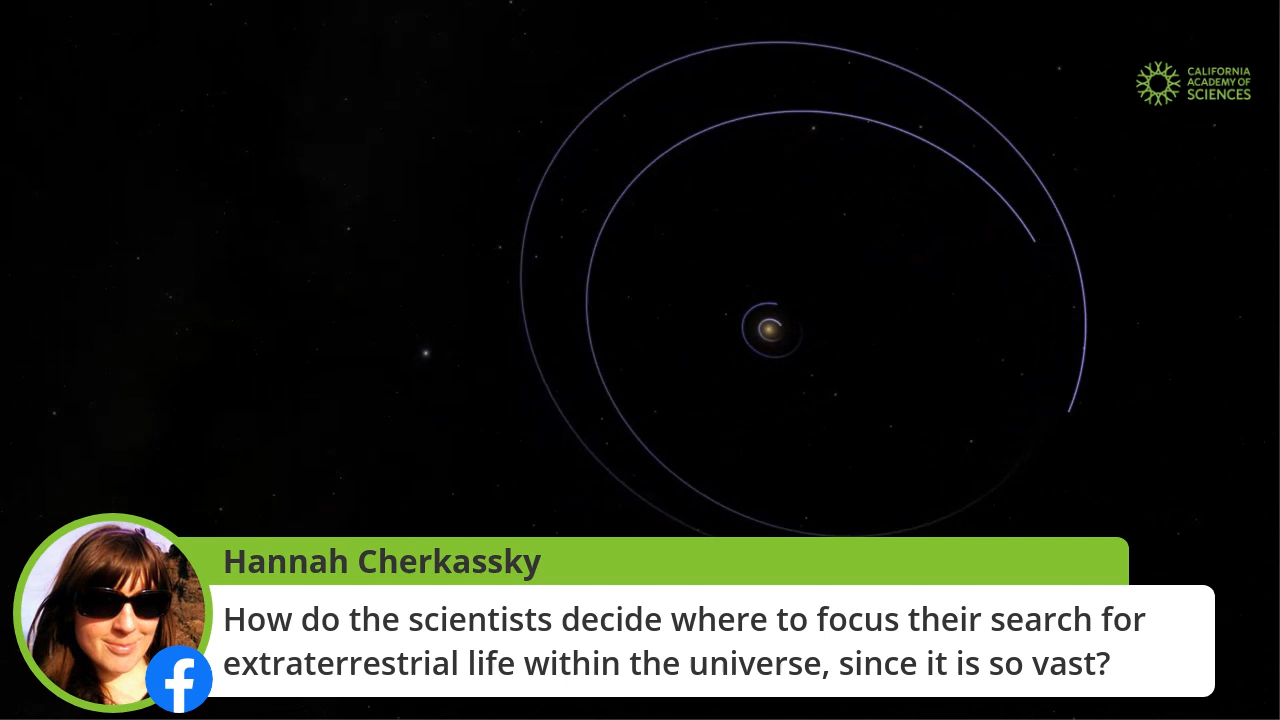 CALIFORNIA
ACADEMY OF
SCIENCES
Hannah Cherkassky
How do the scientists decide where to focus their search for
extraterrestrial life within the universe, since it is so vast?